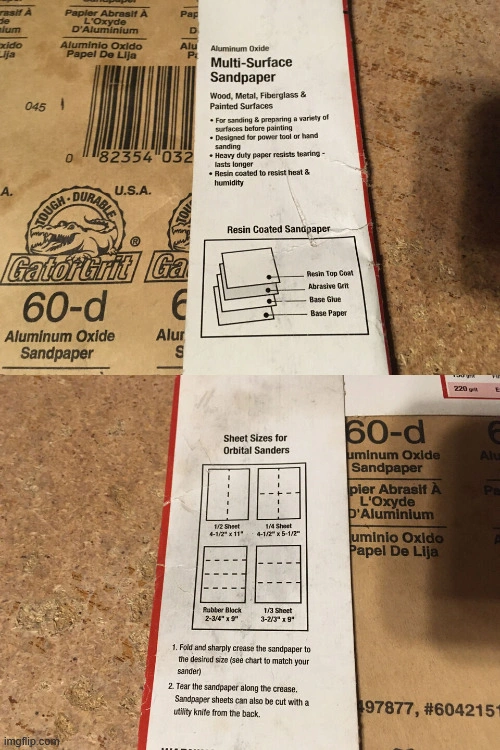 Papier Abrasif À
L'Oxyde
D'Aluminium
Aluminio Oxido
Papel De Lija
045
0 82354 032
U.S.A.
TOUGH·DURABLE
GatorGrit
®
60-d
Aluminum Oxide
Sandpaper
Aluminum Oxide
Multi-Surface
Sandpaper
Wood, Metal, Fiberglass &
Painted Surfaces
• For sanding & preparing a variety of
surfaces before painting
• Designed for power tool or hand
sanding
• Heavy duty paper resists tearing -
lasts longer
• Resin coated to resist heat &
humidity
Resin Coated Sandpaper
Resin Top Coat
Abrasive Grit
Base Glue
Base Paper
Sheet Sizes for
Orbital Sanders
1/2 Sheet
4-1/2" x 11"
1/4 Sheet
4-1/2" x 5-1/2"
Rubber Block
2-3/4" x 9"
1/3 Sheet
3-2/3" x 9"
1. Fold and sharply crease the sandpaper to
the desired size (see chart to match your
sander)
2. Tear the sandpaper along the crease.
Sandpaper sheets can also be cut with a
utility knife from the back.
220 grit
60-d
uminum Oxide
Sandpaper
pier Abrasif À
L'Oxyde
D'Aluminium
uminio Oxido
Papel De Lija
497877, #6042151
imgflip.com